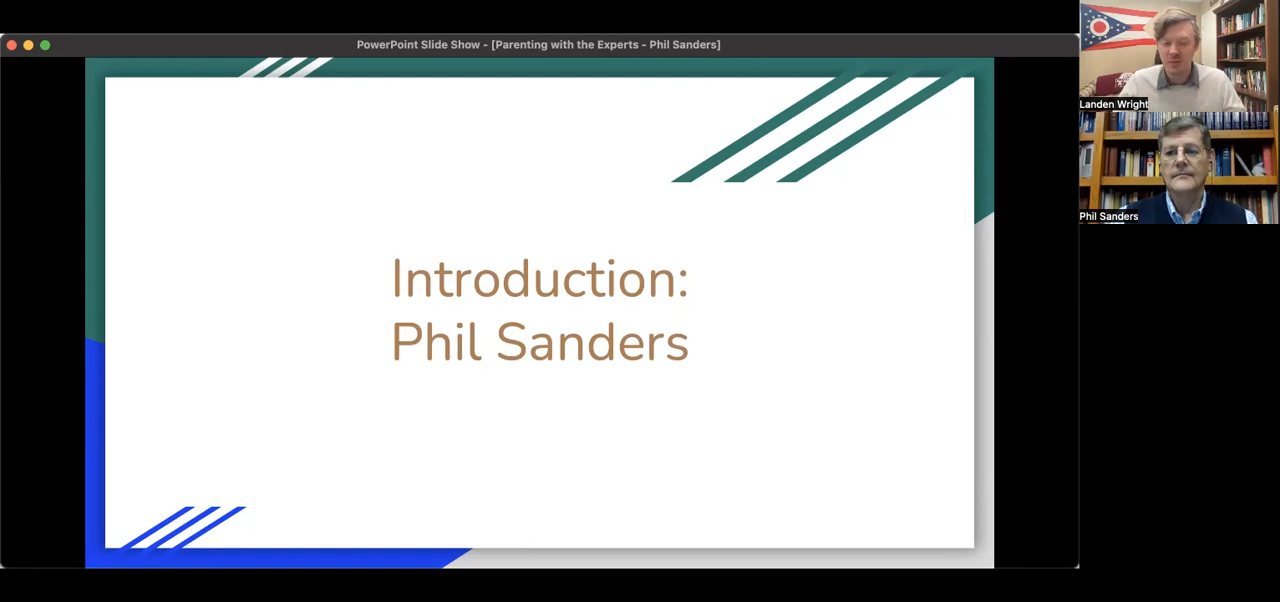 PowerPoint Slide Show - [Parenting with the Experts - Phil Sanders]
Introduction:
Phil Sanders
Landen Wright
Phil Sanders